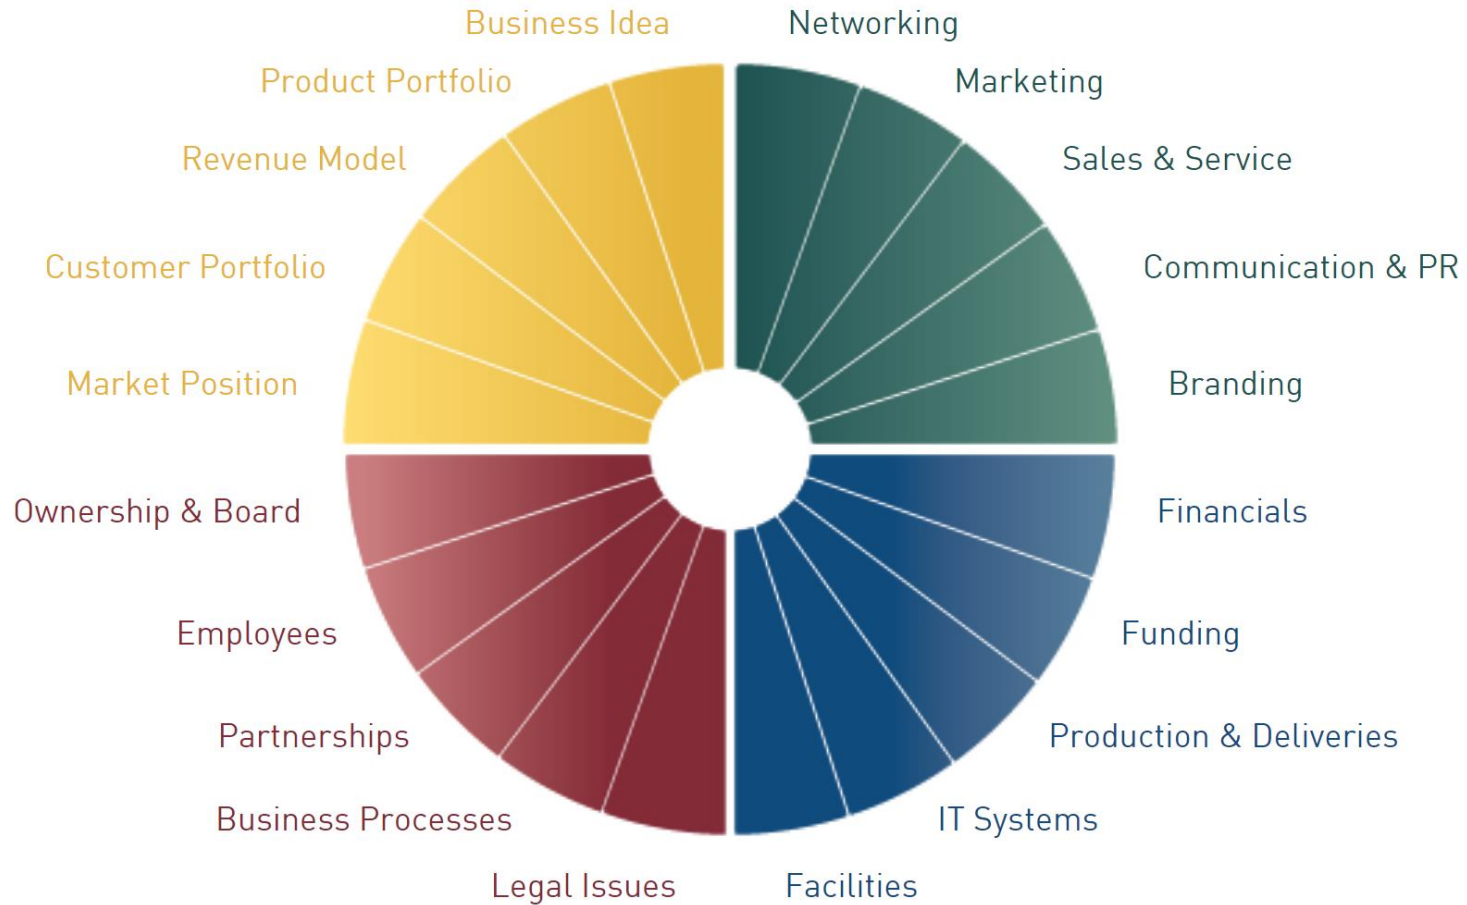 Business Idea
Networking
Product Portfolio
Marketing
Revenue Model
Sales & Service
Customer Portfolio
Communication & PR
Market Position
Branding
Ownership & Board
Financials
Employees
Funding
Partnerships
Production & Deliveries
Business Processes
IT Systems
Legal Issues
Facilities